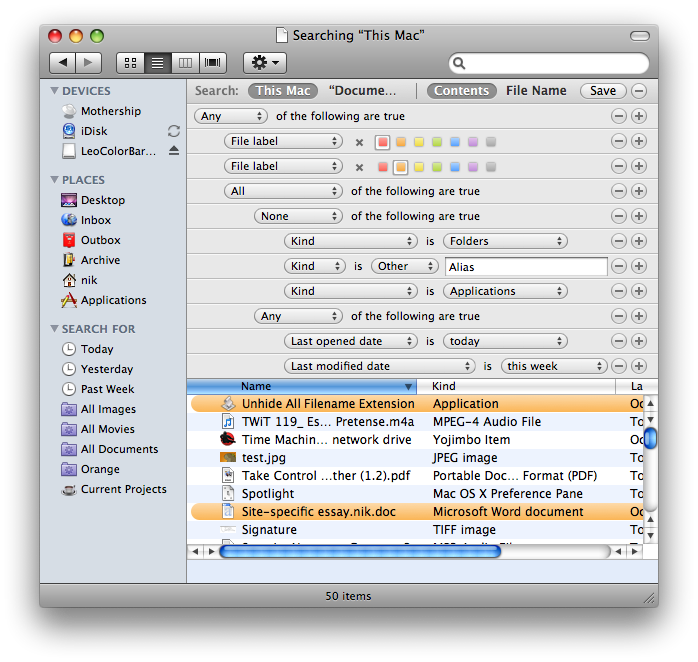 Searching “This Mac”
Search: This Mac “Docume... Contents File Name Save
DEVICES
Mothership
iDisk
LeoColorBar...
PLACES
Desktop
Inbox
Outbox
Archive
nik
Applications
SEARCH FOR
Today
Yesterday
Past Week
All Images
All Movies
All Documents
Orange
Current Projects
Any of the following are true
File label
File label
All of the following are true
None of the following are true
Kind is Folders
Kind is Other Alias
Kind is Applications
Any of the following are true
Last opened date is today
Last modified date is this week
Name Kind La
Unhide All Filename Extension Application Oc
TWiT 119_ Es... Pretense.m4a MPEG-4 Audio File To
Time Machin... network drive Yojimbo Item To
test.jpg JPEG image To
Take Control ...ther (1.2).pdf Portable Doc... Format (PDF) To
Spotlight Mac OS X Preference Pane To
Site-specific essay.nik.doc Microsoft Word document Oc
Signature TIFF image To
50 items